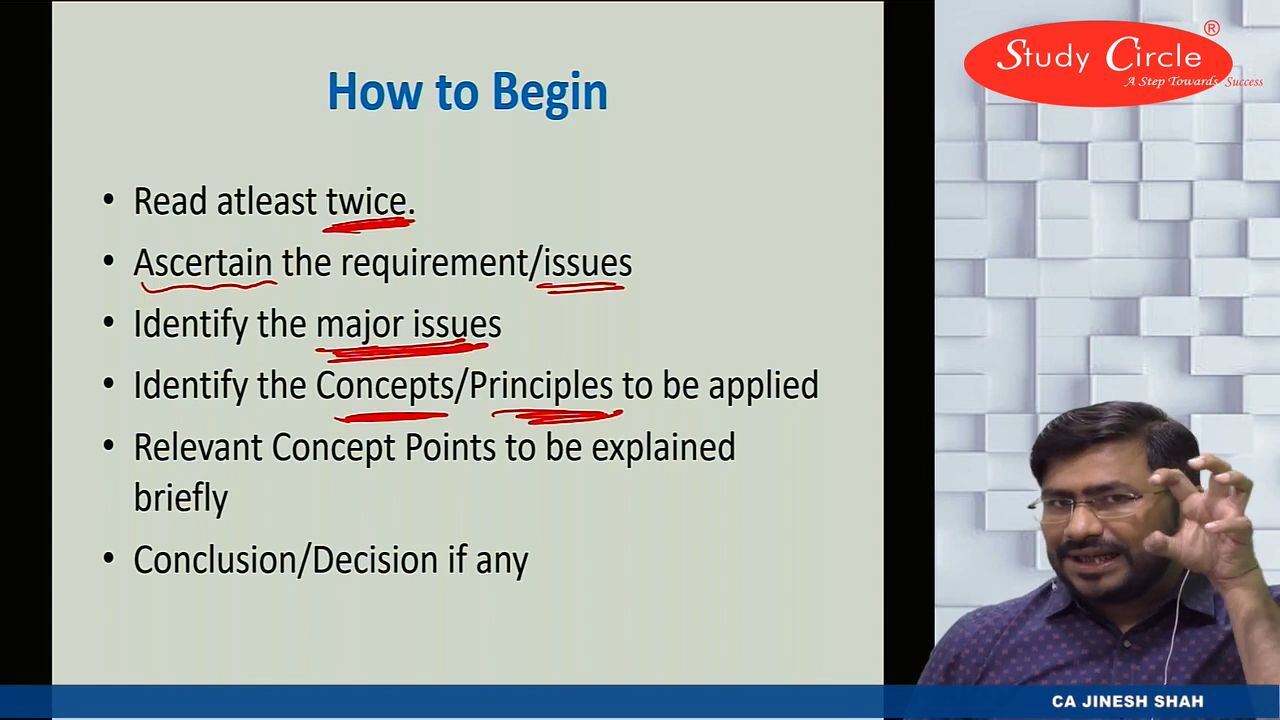 How to Begin
• Read atleast twice.
• Ascertain the requirement/issues
• Identify the major issues
• Identify the Concepts/Principles to be applied
• Relevant Concept Points to be explained
briefly
• Conclusion/Decision if any
Study Circle ®
A Step Towards Success
CA JINESH SHAH